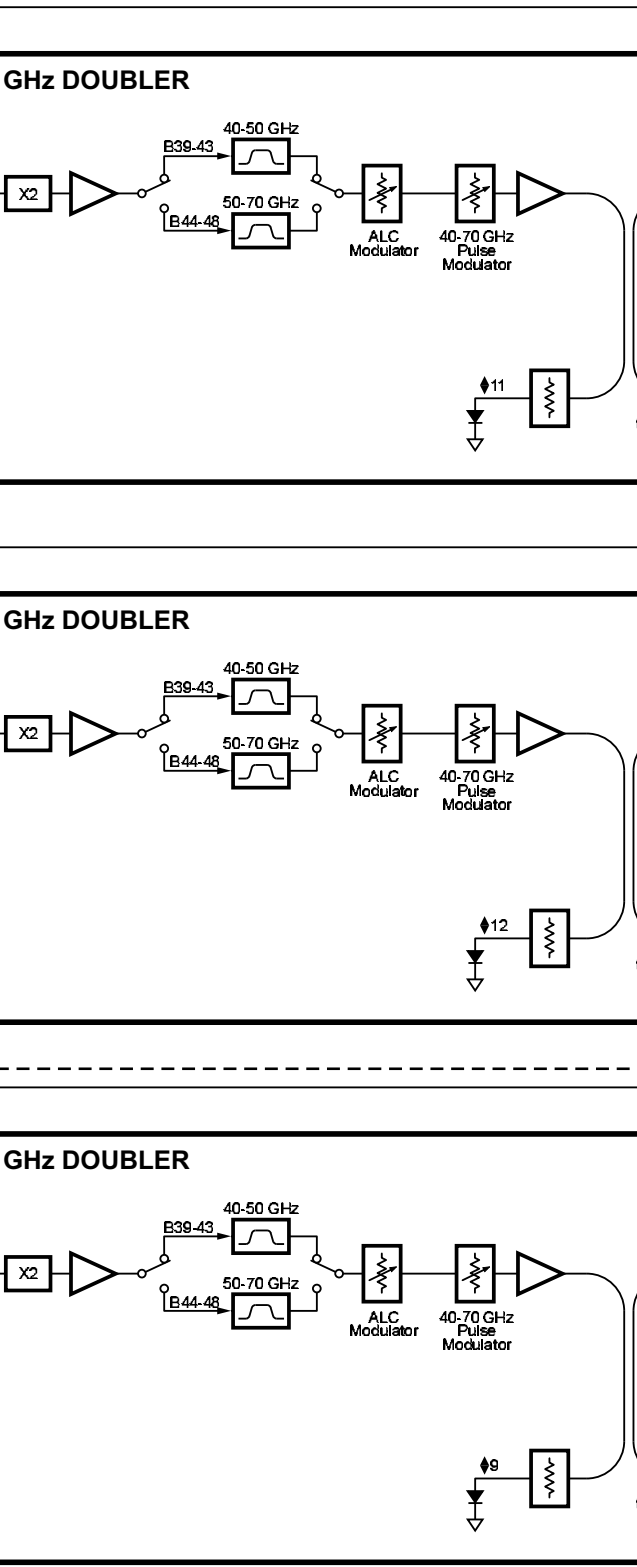 GHz DOUBLER
40-50 GHz
B39-43
X2
50-70 GHz
B44-48
ALC
Modulator
40-70 GHz
Pulse
Modulator
11
GHz DOUBLER
40-50 GHz
B39-43
X2
50-70 GHz
B44-48
ALC
Modulator
40-70 GHz
Pulse
Modulator
12
GHz DOUBLER
40-50 GHz
B39-43
X2
50-70 GHz
B44-48
ALC
Modulator
40-70 GHz
Pulse
Modulator
9